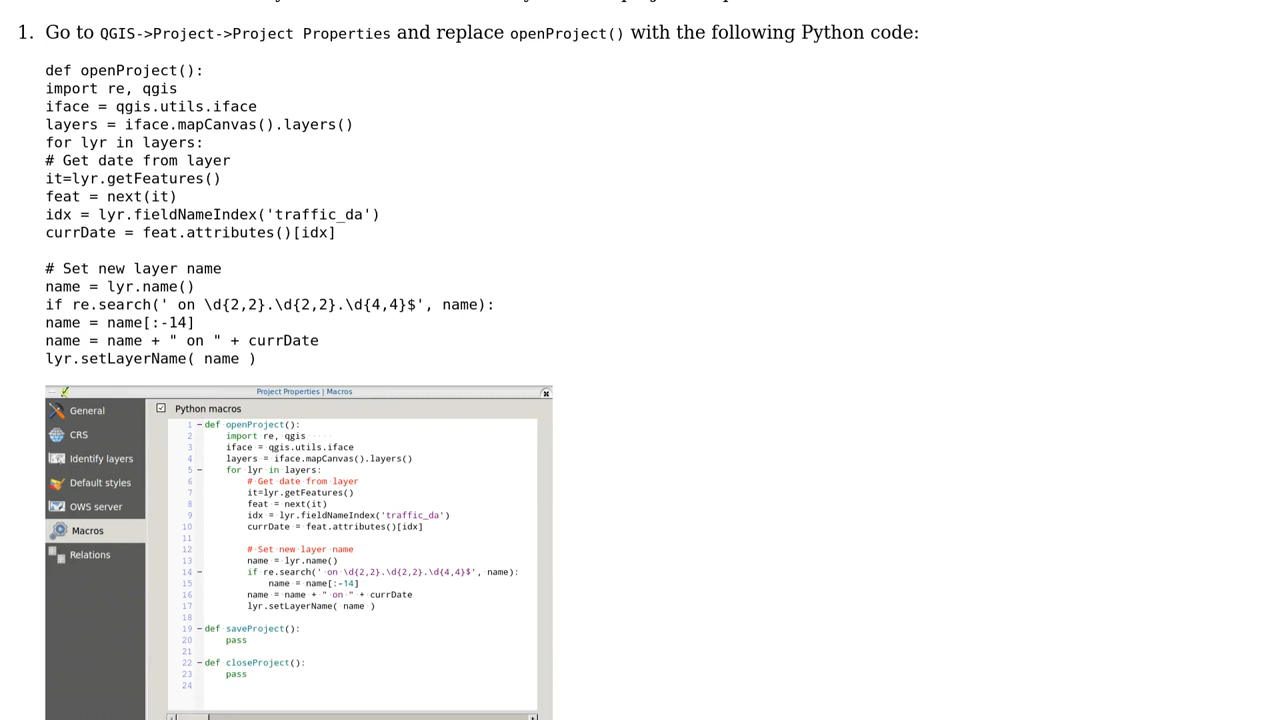 1. Go to QGIS->Project->Project Properties and replace openProject() with the following Python code:
def openProject():
import re, qgis
iface = qgis.utils.iface
layers = iface.mapCanvas().layers()
for lyr in layers:
# Get date from layer
it=lyr.getFeatures()
feat = next(it)
idx = lyr.fieldNameIndex('traffic_da')
currDate = feat.attributes()[idx]
# Set new layer name
name = lyr.name()
if re.search(' on \d{2,2}.\d{2,2}.\d{4,4}$', name):
name = name[:-14]
name = name + " on " + currDate
lyr.setLayerName( name )
Project Properties | Macros
General
CRS
Identify layers
Default styles
OWS server
Macros
Relations
Python macros
1 def openProject():
2 import re, qgis
3 iface = qgis.utils.iface
4 layers = iface.mapCanvas().layers()
5 for lyr in layers:
6 # Get date from layer
7 it=lyr.getFeatures()
8 feat = next(it)
9 idx = lyr.fieldNameIndex('traffic_da')
10 currDate = feat.attributes()[idx]
11
12 # Set new layer name
13 name = lyr.name()
14 if re.search(' on \d{2,2}.\d{2,2}.\d{4,4}$', name):
15 name = name[:-14]
16 name = name + " on " + currDate
17 lyr.setLayerName( name )
18
19 def saveProject():
20 pass
21
22 def closeProject():
23 pass
24